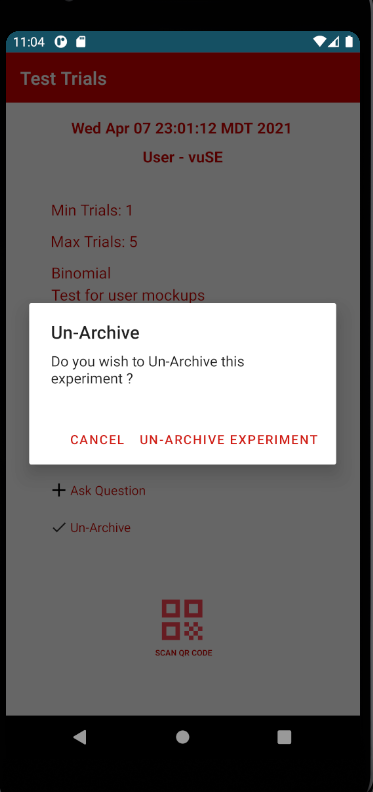 11:04
Test Trials
Wed Apr 07 23:01:12 MDT 2021
User - vuSE
Min Trials: 1
Max Trials: 5
Binomial
Test for user mockups
Un-Archive
Do you wish to Un-Archive this
experiment ?
CANCEL UN-ARCHIVE EXPERIMENT
Ask Question
Un-Archive
SCAN QR CODE